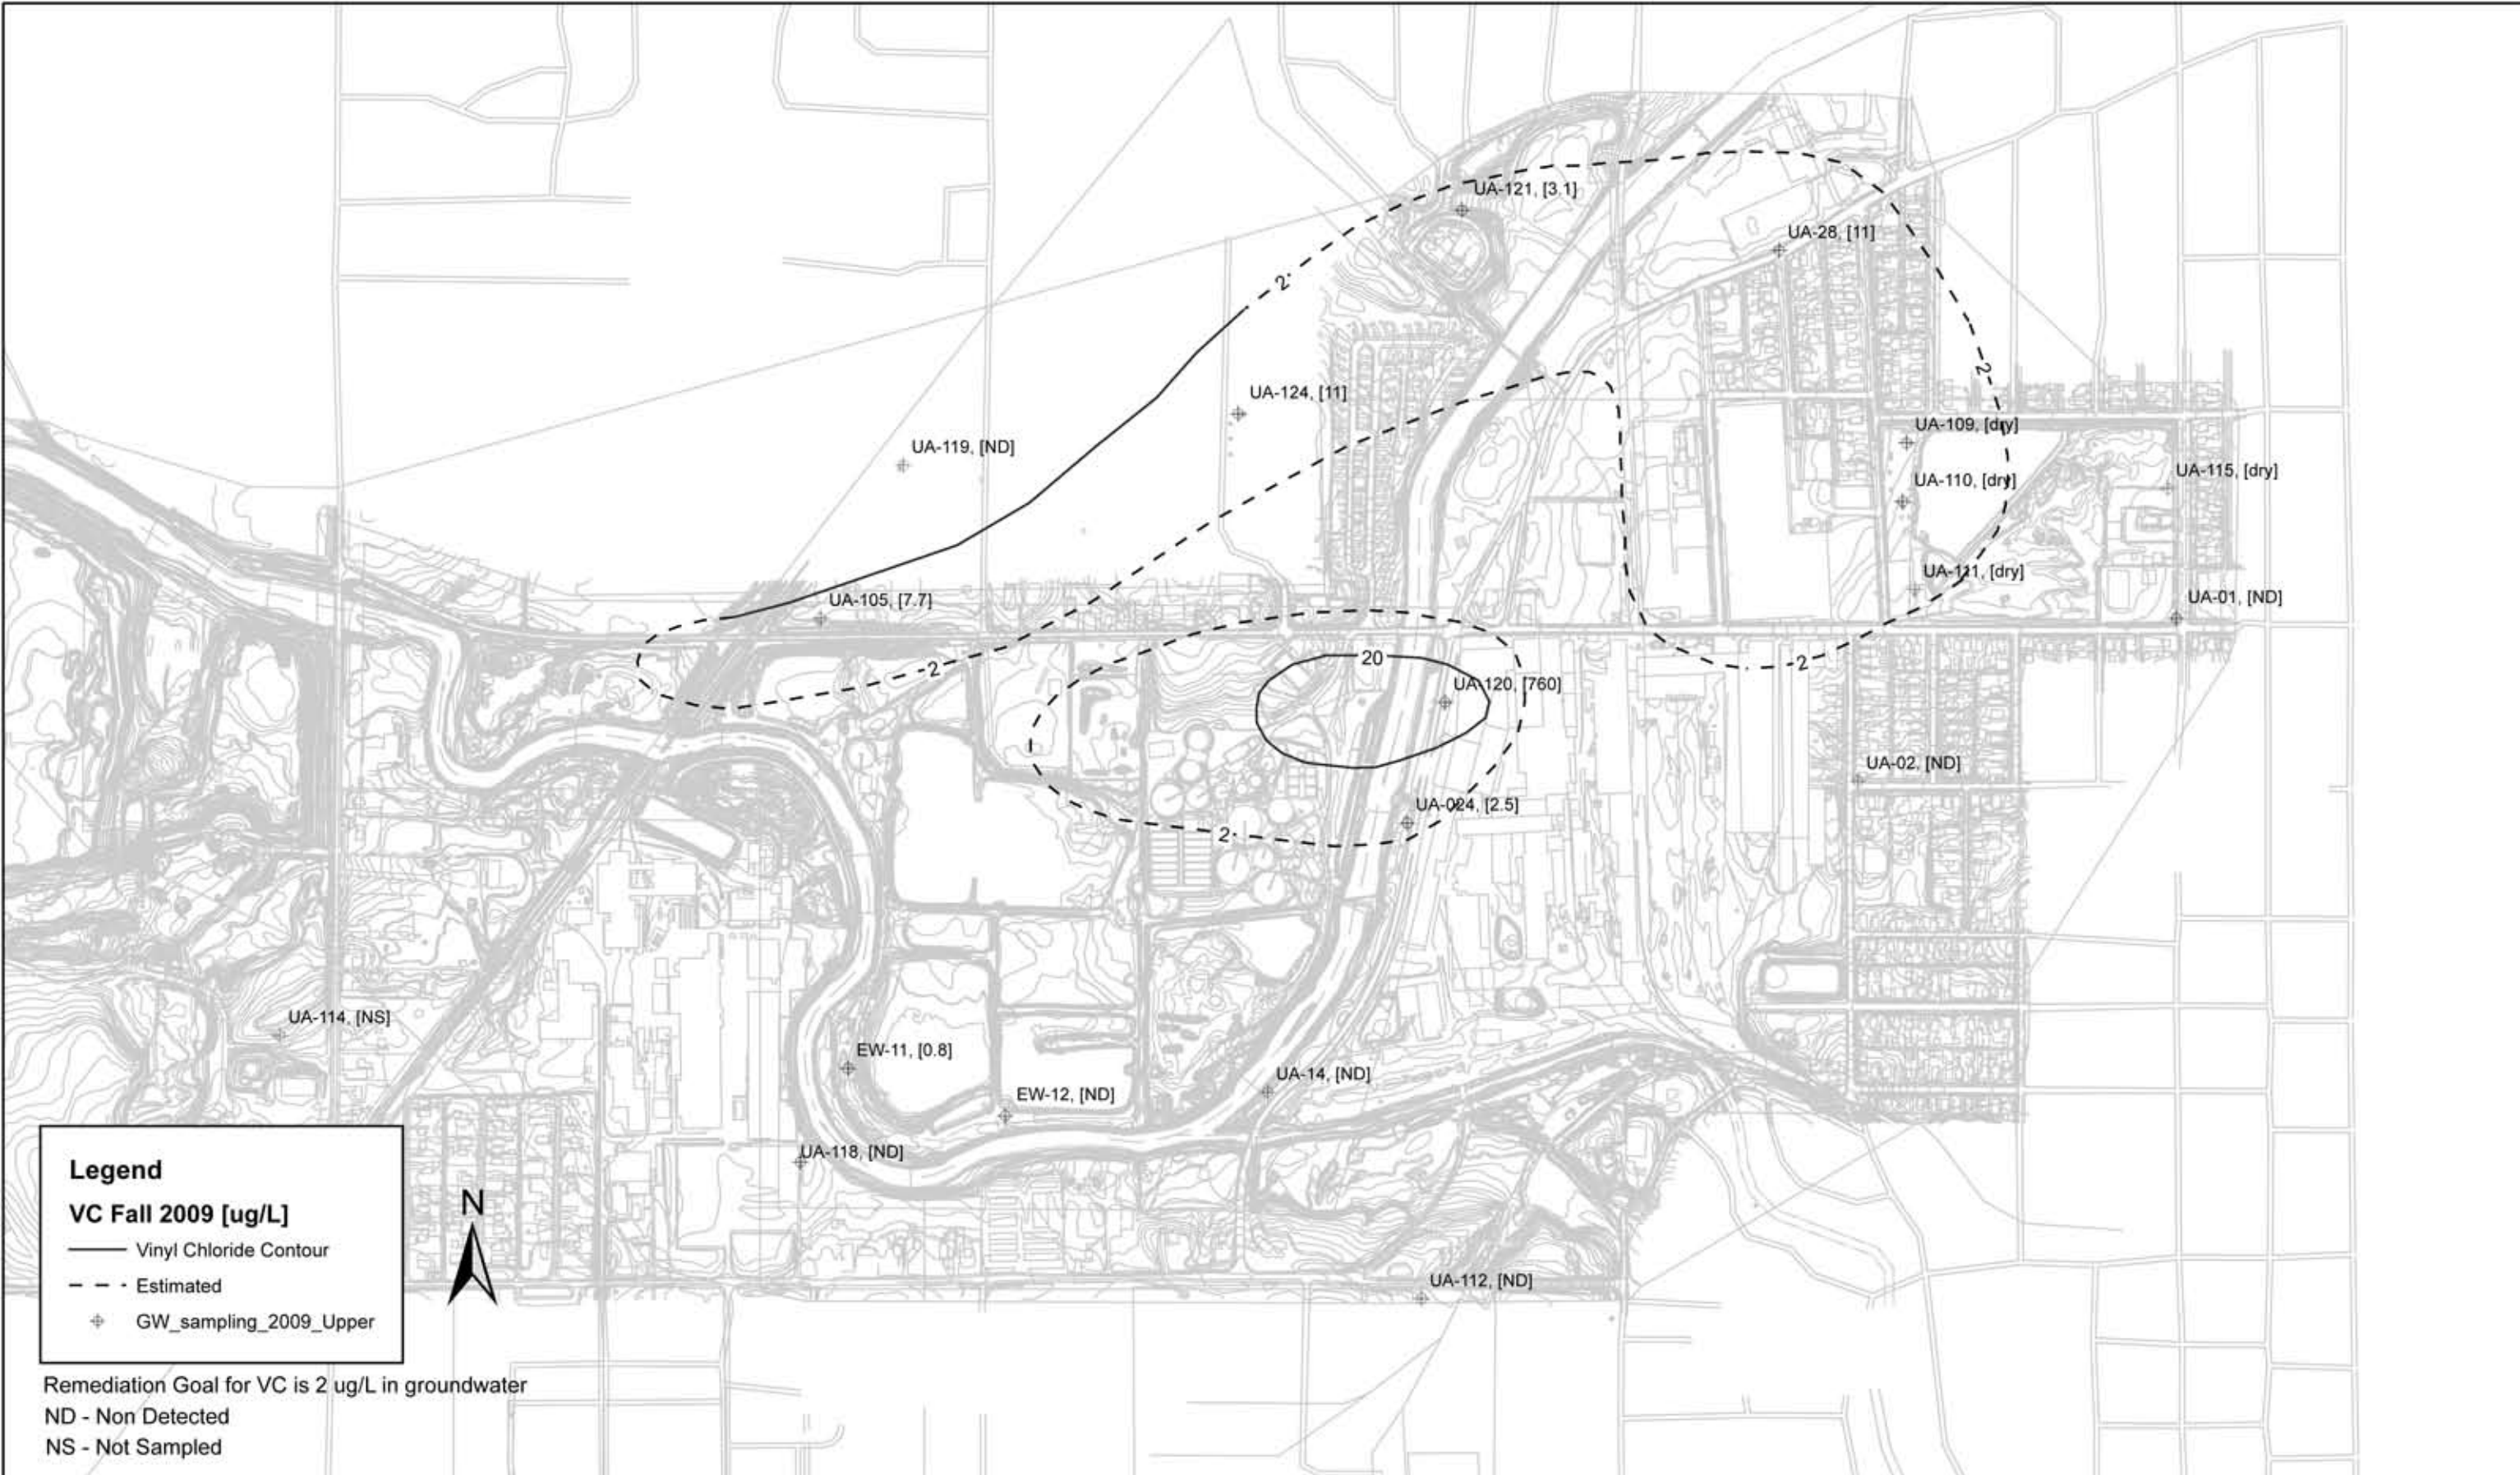 UA-121, [3.1]
UA-28, [11]
2
2
UA-124, [11]
UA-109, [dry]
UA-119, [ND]
UA-115, [dry]
UA-110, [dry]
UA-111, [dry]
UA-105, [7.7]
UA-01, [ND]
20
2
2
UA-120, [760]
UA-02, [ND]
UA-024, [2.5]
2
UA-114, [NS]
EW-11, [0.8]
UA-14, [ND]
EW-12, [ND]
UA-118, [ND]
UA-112, [ND]
Legend
VC Fall 2009 [ug/L]
Vinyl Chloride Contour
Estimated
GW_sampling_2009_Upper
N
Remediation Goal for VC is 2 ug/L in groundwater
ND - Non Detected
NS - Not Sampled